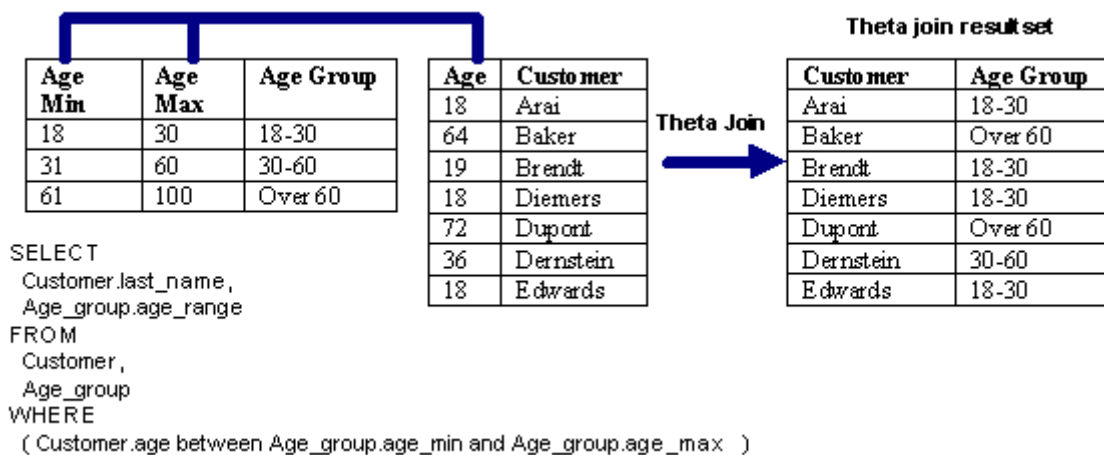 Theta join result set
Age Min Age Max Age Group
18 30 18-30
31 60 30-60
61 100 Over 60
Age Customer
18 Arai
64 Baker
19 Brendt
18 Diemers
72 Dupont
36 Dernstein
18 Edwards
Theta Join
Customer Age Group
Arai 18-30
Baker Over 60
Brendt 18-30
Diemers 18-30
Dupont Over 60
Dernstein 30-60
Edwards 18-30
SELECT
Customer.last_name,
Age_group.age_range
FROM
Customer,
Age_group
WHERE
( Customer.age between Age_group.age_min and Age_group.age_max )